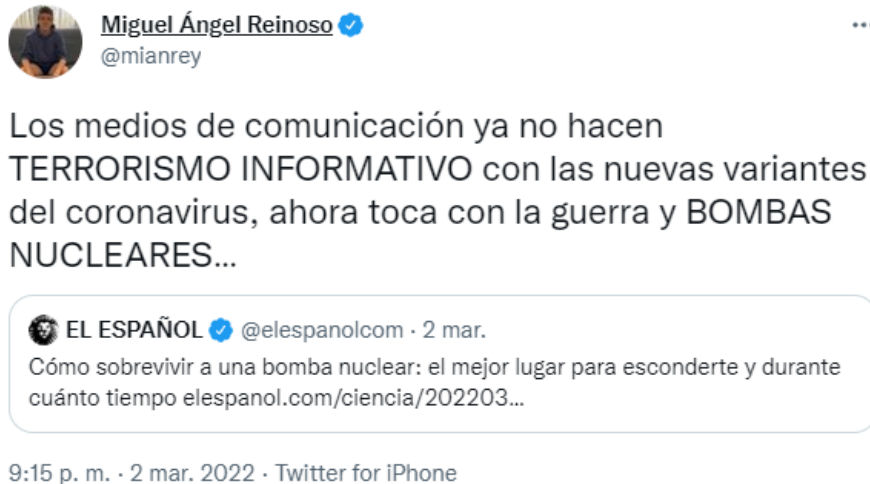 Miguel Ángel Reinoso
@mianrey
Los medios de comunicación ya no hacen
TERRORISMO INFORMATIVO con las nuevas variantes
del coronavirus, ahora toca con la guerra y BOMBAS
NUCLEARES...
EL ESPAÑOL @elespanolcom · 2 mar.
Cómo sobrevivir a una bomba nuclear: el mejor lugar para esconderte y durante
cuánto tiempo elespanol.com/ciencia/202203...
9:15 p. m. · 2 mar. 2022 · Twitter for iPhone